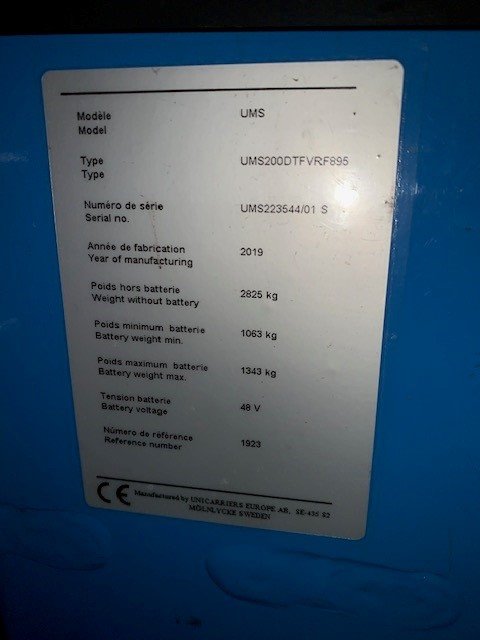 Modèle
Model
UMS
Type
Type
UMS200DTFVRF895
Numéro de série
Serial no.
UMS223544/01 S
Année de fabrication
Year of manufacturing
2019
Poids hors batterie
Weight without battery
2825 kg
Poids minimum batterie
Battery weight min.
1063 kg
Poids maximum batterie
Battery weight max.
1343 kg
Tension batterie
Battery voltage
48 V
Número de référence
Reference number
1923
CE Manufactured by UNICARRIERS EUROPE AB, SE-435 82
MÖLNLYCKE SWEDEN